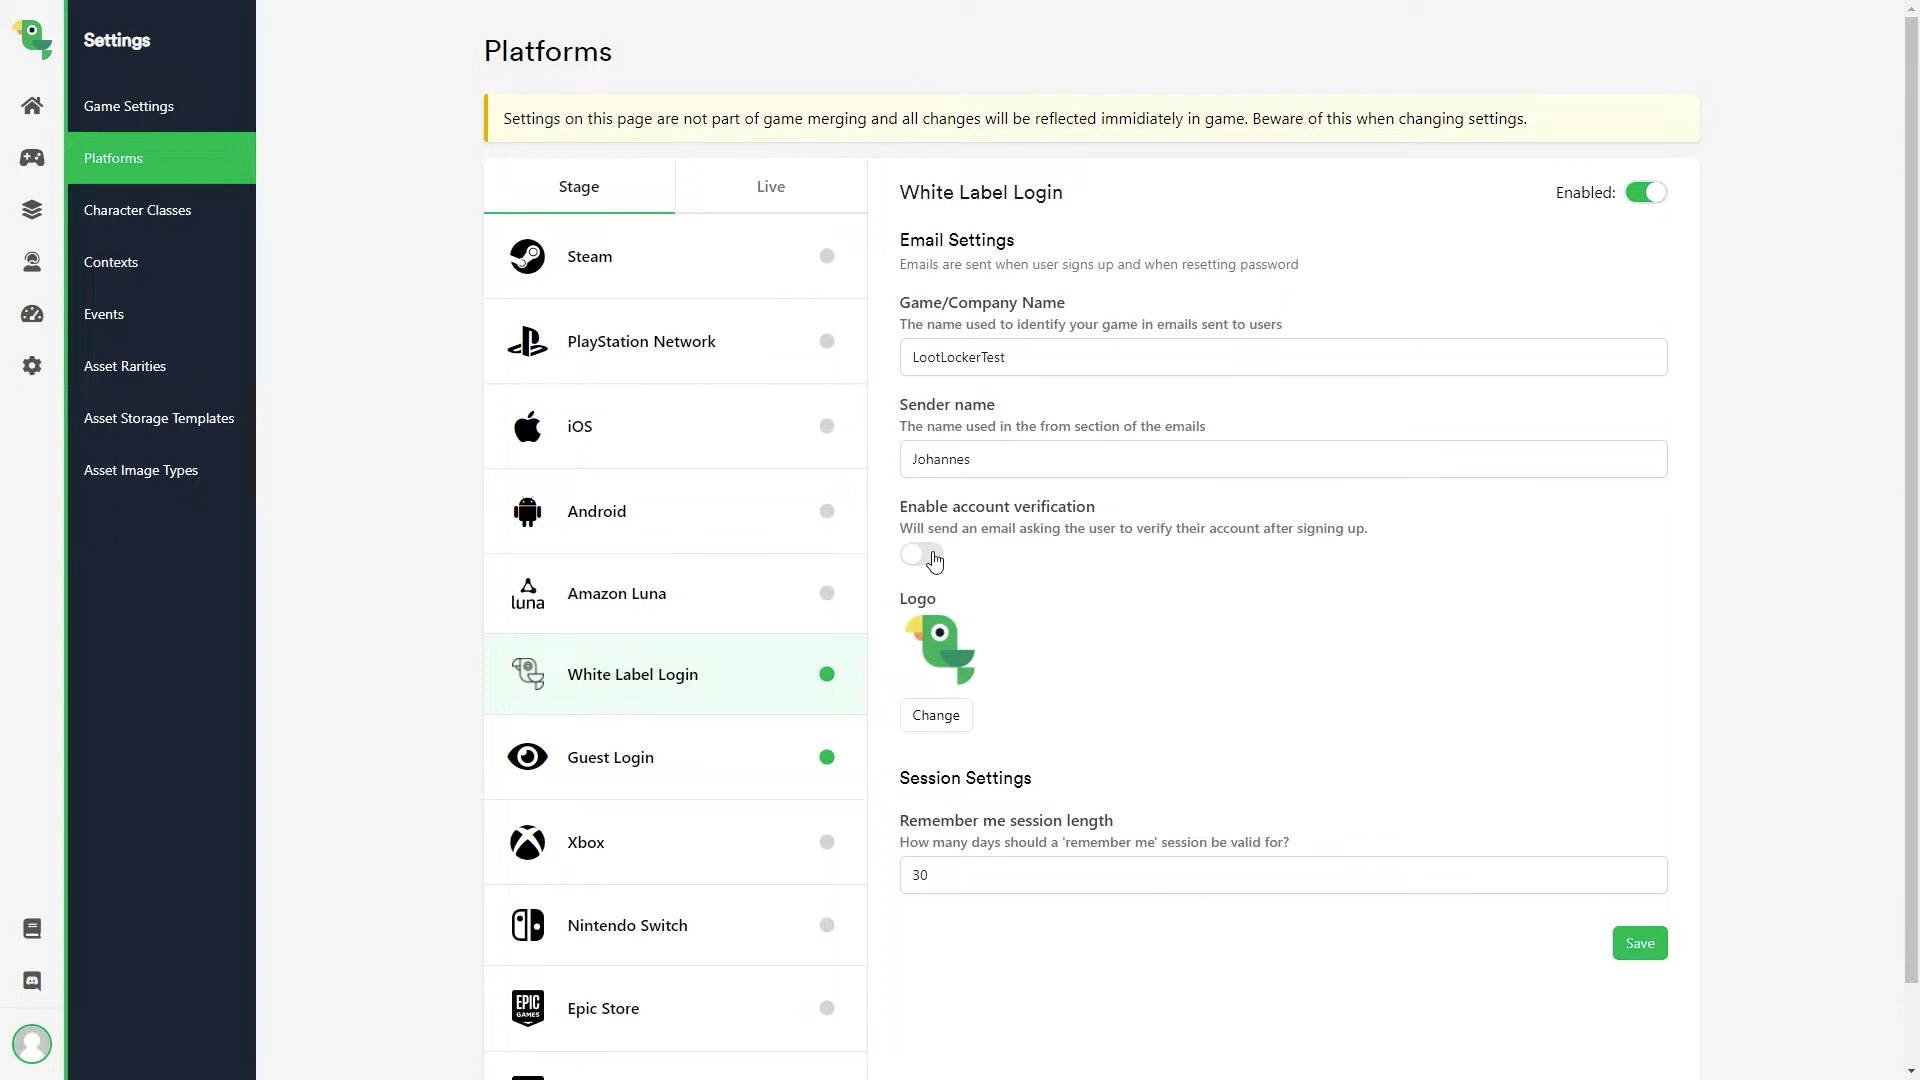 Settings
Game Settings
Platforms
Character Classes
Contexts
Events
Asset Rarities
Asset Storage Templates
Asset Image Types
Platforms
Settings on this page are not part of game merging and all changes will be reflected immidiately in game. Beware of this when changing settings.
Stage
Live
Steam
PlayStation Network
iOS
Android
luna
Amazon Luna
White Label Login
Guest Login
Xbox
Nintendo Switch
EPIC
GAMES
Epic Store
White Label Login
Enabled:
Email Settings
Emails are sent when user signs up and when resetting password
Game/Company Name
The name used to identify your game in emails sent to users
LootLockerTest
Sender name
The name used in the from section of the emails
Johannes
Enable account verification
Will send an email asking the user to verify their account after signing up.
Logo
Change
Session Settings
Remember me session length
How many days should a 'remember me' session be valid for?
30
Save